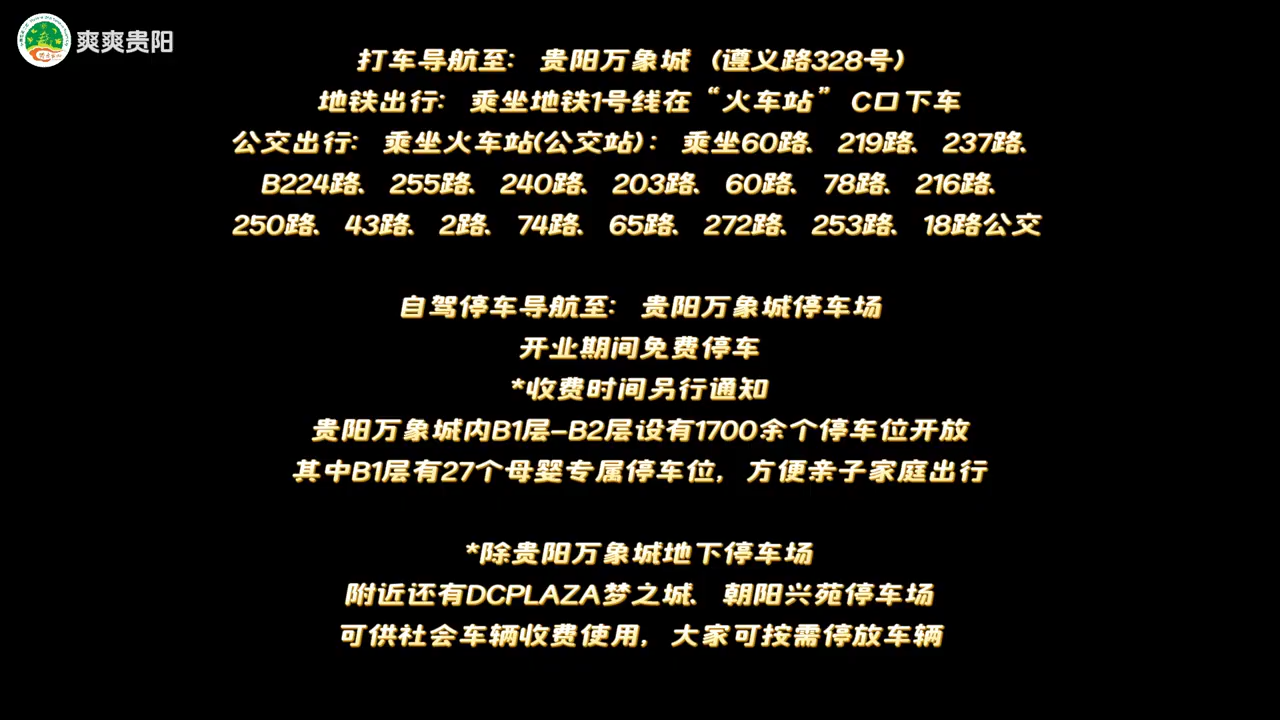 爽爽贵阳
打车导航至： 贵阳万象城 (遵义路328号)
地铁出行： 乘坐地铁1号线在“火车站” C口下车
公交出行： 乘坐火车站(公交站)： 乘坐60路、219路、237路、
B224路、255路、240路、203路、60路、78路、216路、
250路、43路、2路、74路、65路、272路、253路、18路公交
自驾停车导航至： 贵阳万象城停车场
开业期间免费停车
*收费时间另行通知
贵阳万象城内B1层-B2层设有1700余个停车位开放
其中B1层有27个母婴专属停车位，方便亲子家庭出行
*除贵阳万象城地下停车场
附近还有DCPLAZA梦之城、朝阳兴苑停车场
可供社会车辆收费使用，大家可按需停放车辆